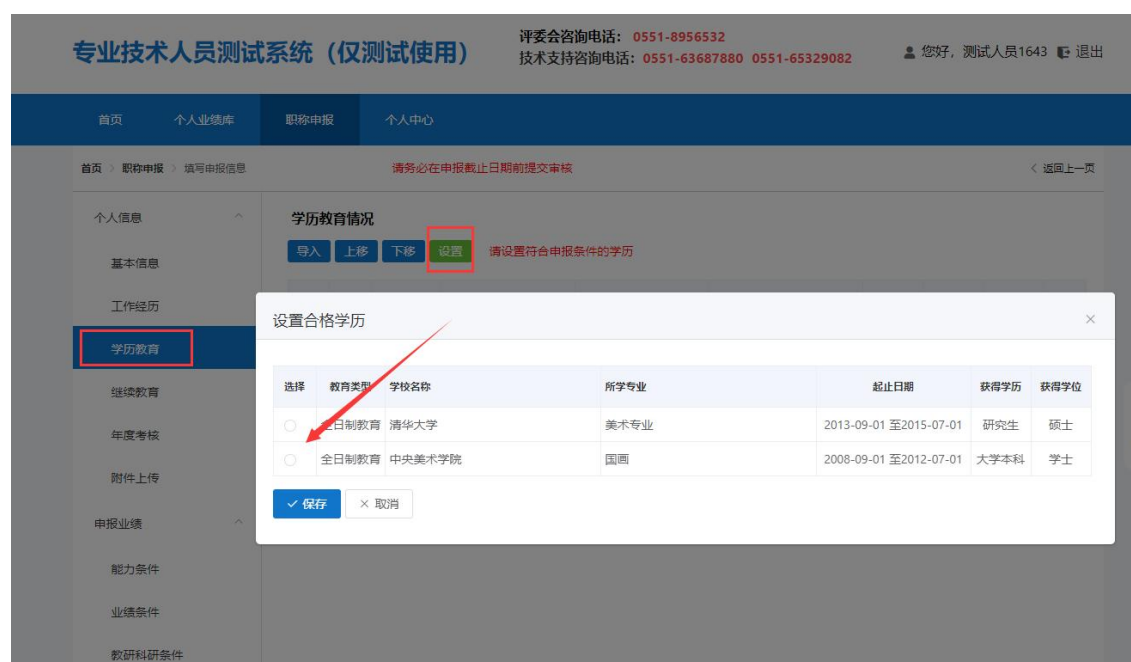 专业技术人员测试系统（仅测试使用）
评委会咨询电话： 0551-8956532
技术支持咨询电话：0551-63687880 0551-65329082
您好，测试人员1643 退出
首页 个人业绩库 职称申报 个人中心
首页 > 职称申报 > 填写申报信息 请务必在申报截止日期前提交审核 < 返回上一页
个人信息
基本信息
工作经历
学历教育
继续教育
年度考核
附件上传
申报业绩
能力条件
业绩条件
教研科研条件
学历教育情况
导入 上移 下移 设置 请设置符合申报条件的学历
设置合格学历 ×
选择 教育类型 学校名称 所学专业 起止日期 获得学历 获得学位
全日制教育 清华大学 美术专业 2013-09-01 至2015-07-01 研究生 硕士
全日制教育 中央美术学院 国画 2008-09-01 至2012-07-01 大学本科 学士
✓ 保存 × 取消